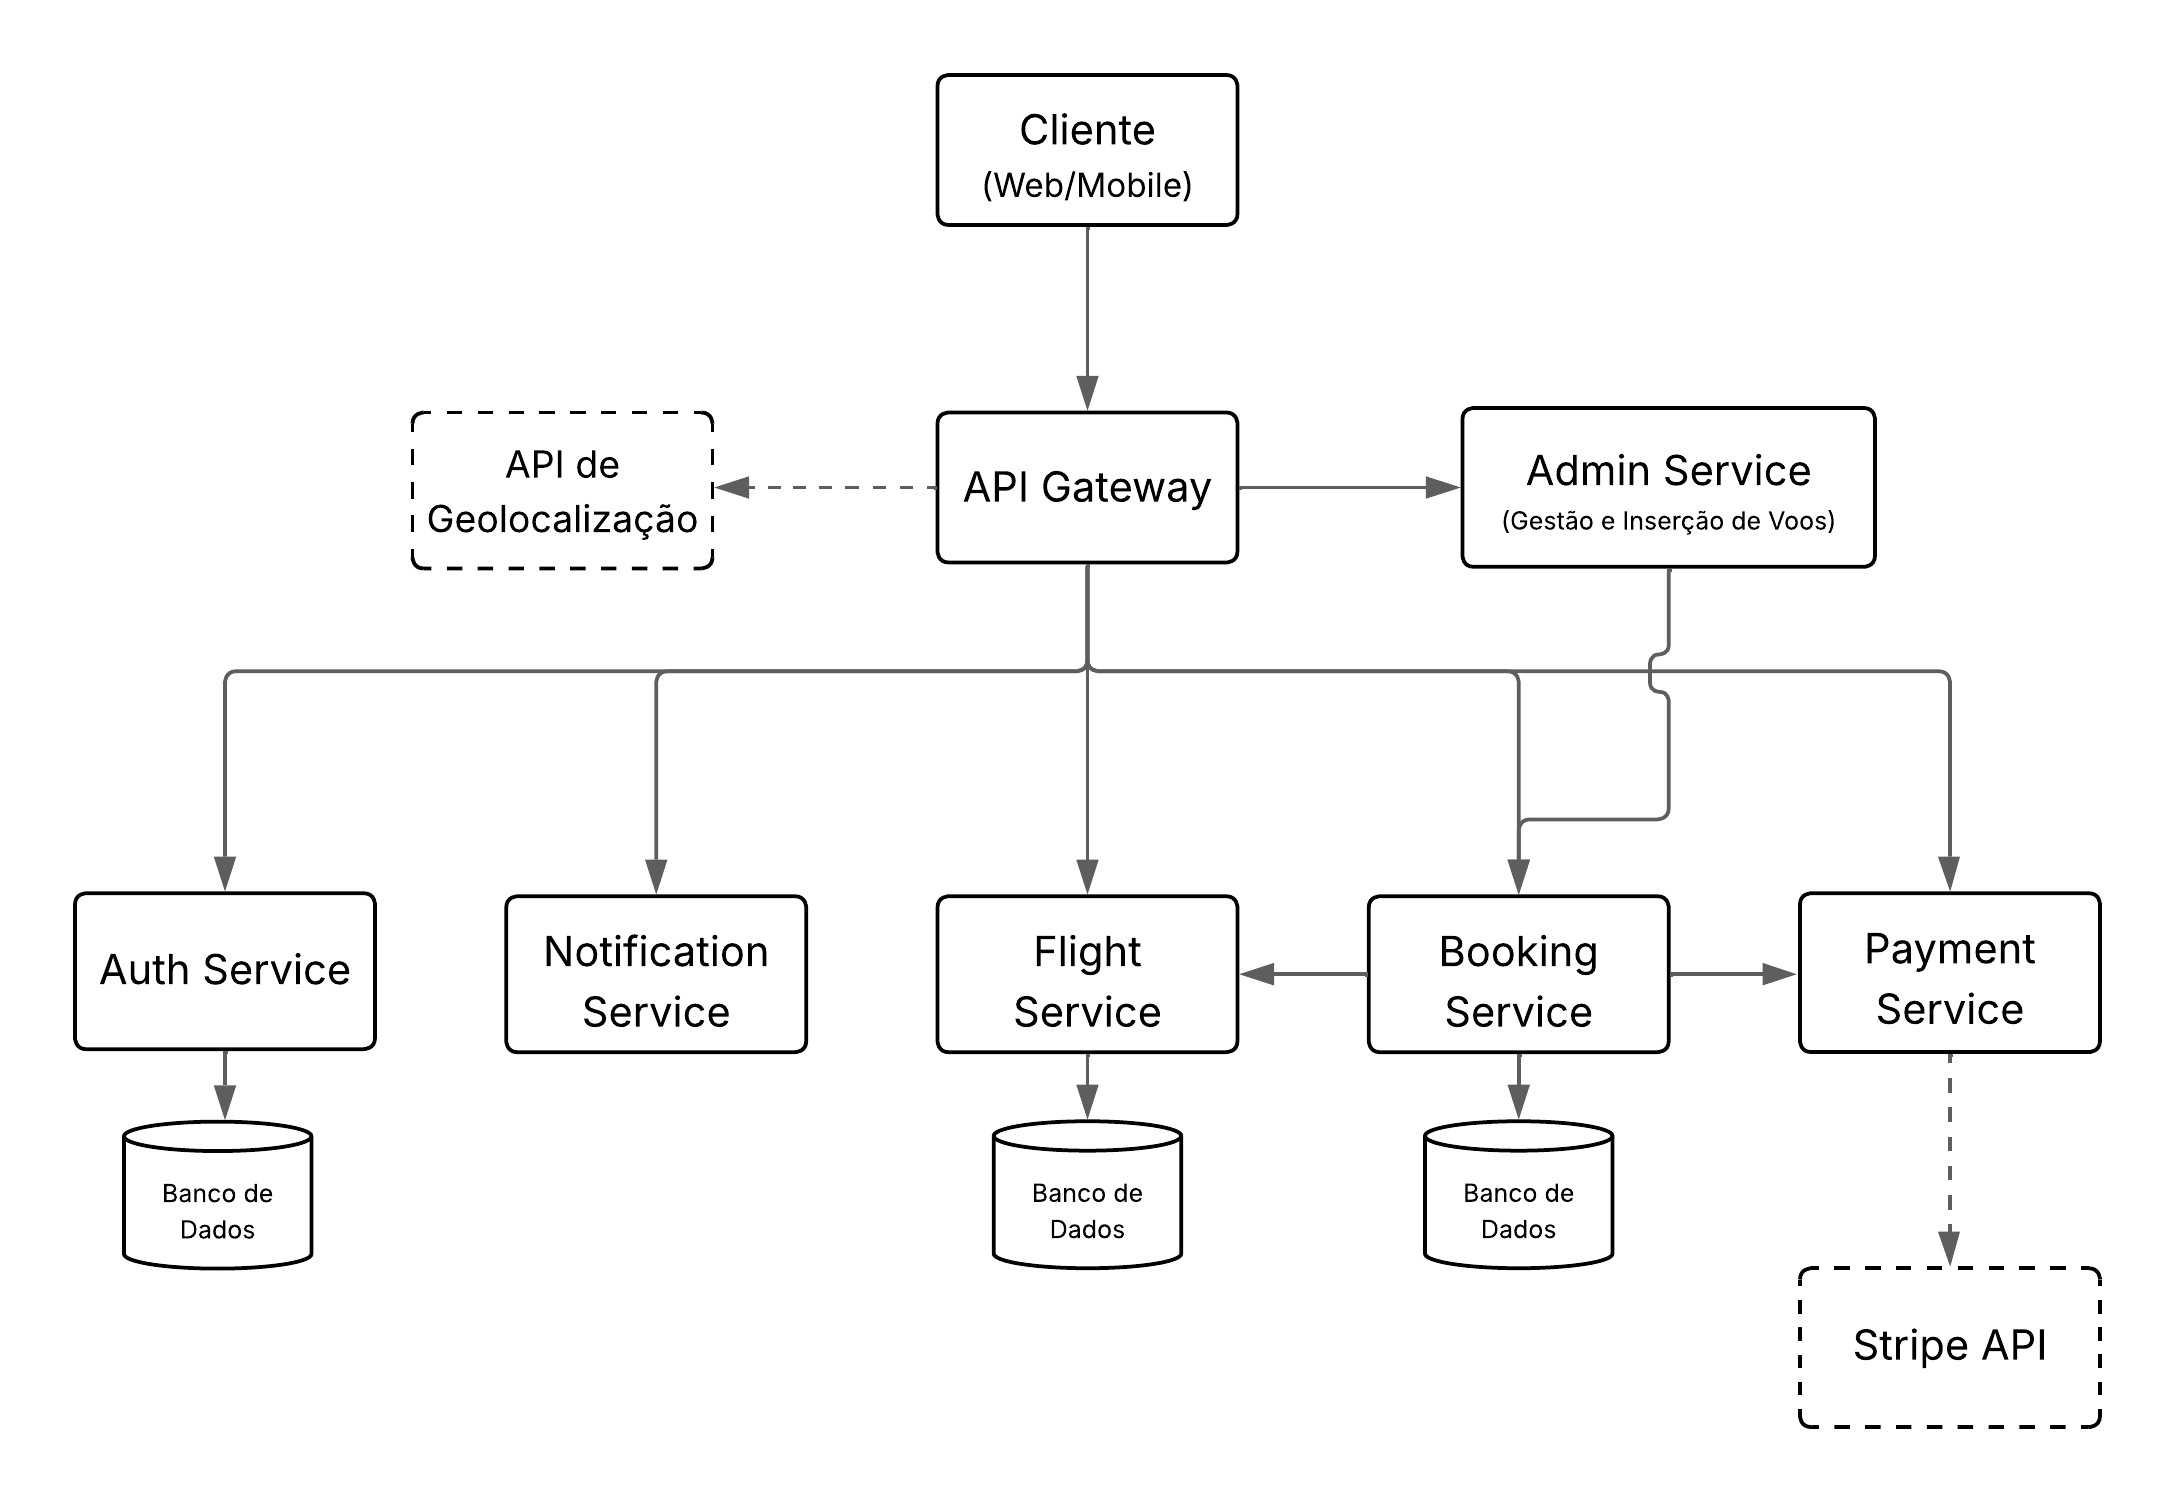 Cliente
(Web/Mobile)
API de
Geolocalização
API Gateway
Admin Service
(Gestão e Inserção de Voos)
Auth Service
Notification
Service
Flight
Service
Booking
Service
Payment
Service
Banco de
Dados
Banco de
Dados
Banco de
Dados
Stripe API